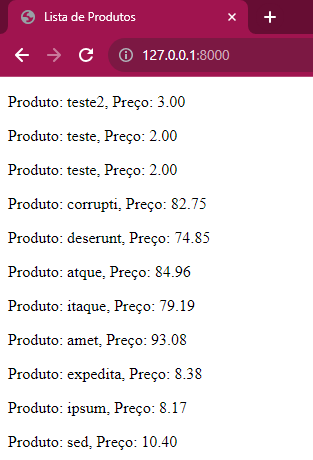 Lista de Produtos
127.0.0.1:8000
Produto: teste2, Preço: 3.00
Produto: teste, Preço: 2.00
Produto: teste, Preço: 2.00
Produto: corrupti, Preço: 82.75
Produto: deserunt, Preço: 74.85
Produto: atque, Preço: 84.96
Produto: itaque, Preço: 79.19
Produto: amet, Preço: 93.08
Produto: expedita, Preço: 8.38
Produto: ipsum, Preço: 8.17
Produto: sed, Preço: 10.40